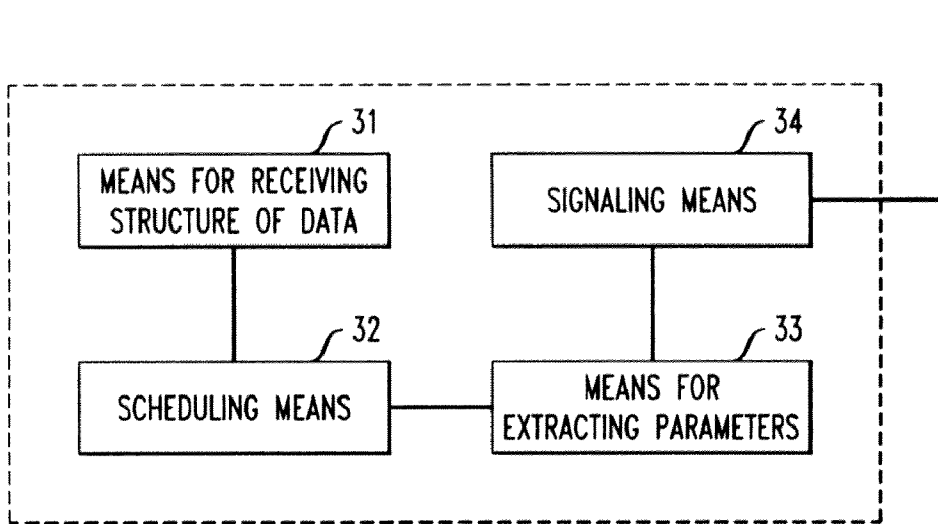 31
MEANS FOR RECEIVING
STRUCTURE OF DATA
34
SIGNALING MEANS
32
SCHEDULING MEANS
33
MEANS FOR
EXTRACTING PARAMETERS